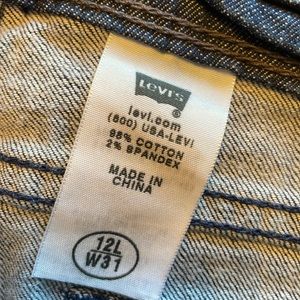 Levi's
®
levi.com
(800) USA-LEVI
98% COTTON
2% SPANDEX
MADE IN
CHINA
12L
W31